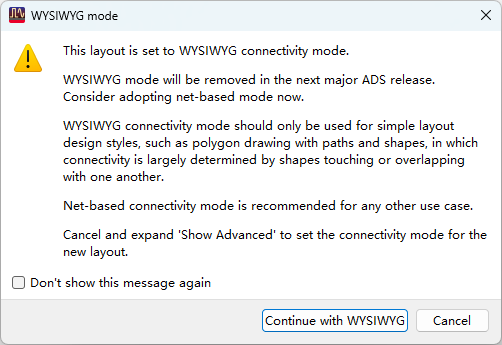 WYSIWYG mode
This layout is set to WYSIWYG connectivity mode.
WYSIWYG mode will be removed in the next major ADS release.
Consider adopting net-based mode now.
WYSIWYG connectivity mode should only be used for simple layout
design styles, such as polygon drawing with paths and shapes, in which
connectivity is largely determined by shapes touching or overlapping
with one another.
Net-based connectivity mode is recommended for any other use case.
Cancel and expand 'Show Advanced' to set the connectivity mode for the
new layout.
Don't show this message again
Continue with WYSIWYG
Cancel